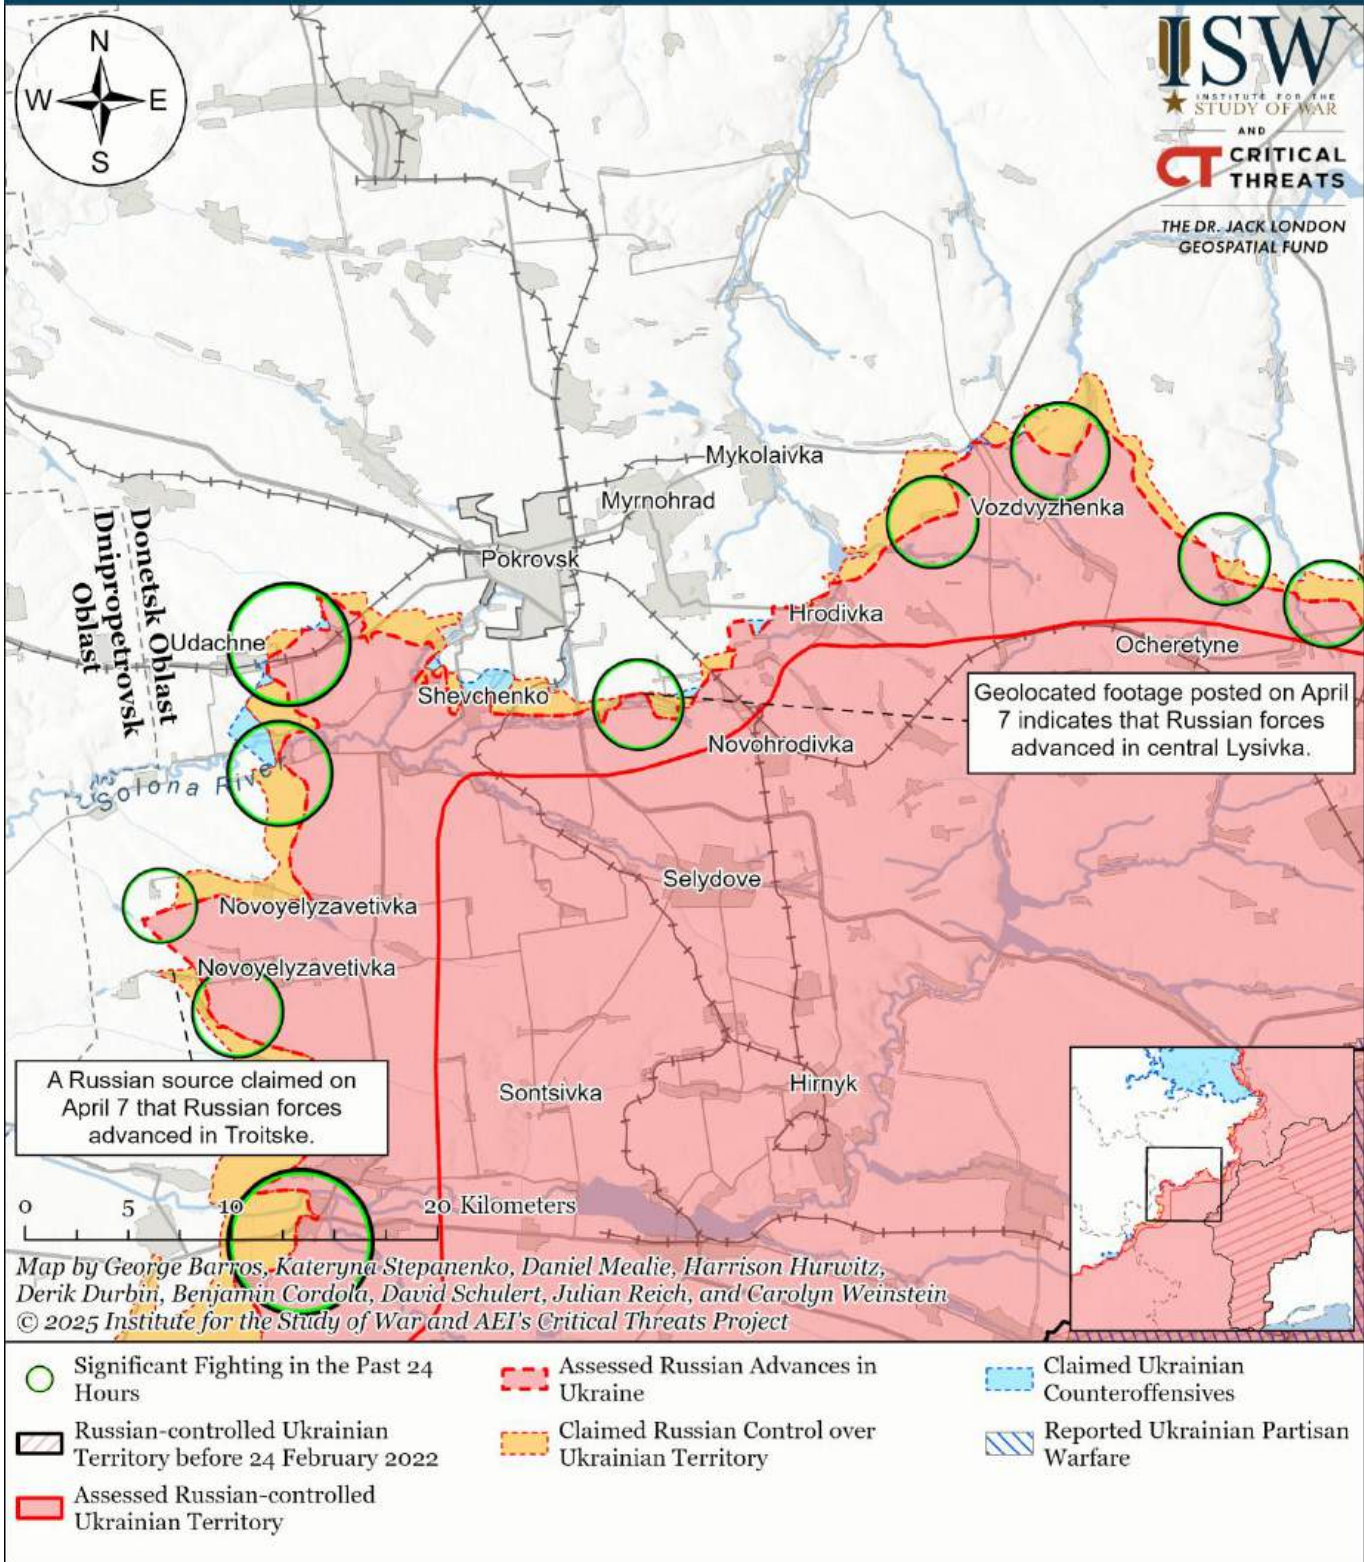 N
W
E
S
ISW
INSTITUTE FOR THE
STUDY OF WAR
AND
CT CRITICAL
THREATS
THE DR. JACK LONDON
GEOSPATIAL FUND
Mykolaivka
Myrnohrad
Vozdvyzhenka
Pokrovsk
Donetsk Oblast
Dnipropetrovsk
Oblast
Hrodivka
Udachne
Ocheretyne
Shevchenko
Geolocated footage posted on April
7 indicates that Russian forces
advanced in central Lysivka.
Novohrodivka
Solona River
Selydove
Novoyelyzavetivka
Novoyelyzavetivka
A Russian source claimed on
April 7 that Russian forces
advanced in Troitske.
Sontsivka
Hirnyk
0 5 10 20 Kilometers
Map by George Barros, Kateryna Stepanenko, Daniel Mealie, Harrison Hurwitz,
Derik Durbin, Benjamin Cordola, David Schulert, Julian Reich, and Carolyn Weinstein
© 2025 Institute for the Study of War and AEI's Critical Threats Project
Significant Fighting in the Past 24
Hours
Russian-controlled Ukrainian
Territory before 24 February 2022
Assessed Russian-controlled
Ukrainian Territory
Assessed Russian Advances in
Ukraine
Claimed Russian Control over
Ukrainian Territory
Claimed Ukrainian
Counteroffensives
Reported Ukrainian Partisan
Warfare